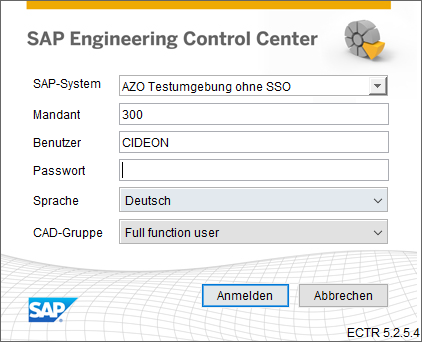 SAP Engineering Control Center
SAP-System AZO Testumgebung ohne SSO
Mandant 300
Benutzer CIDEON
Passwort
Sprache Deutsch
CAD-Gruppe Full function user
Anmelden Abbrechen
SAP
ECTR 5.2.5.4